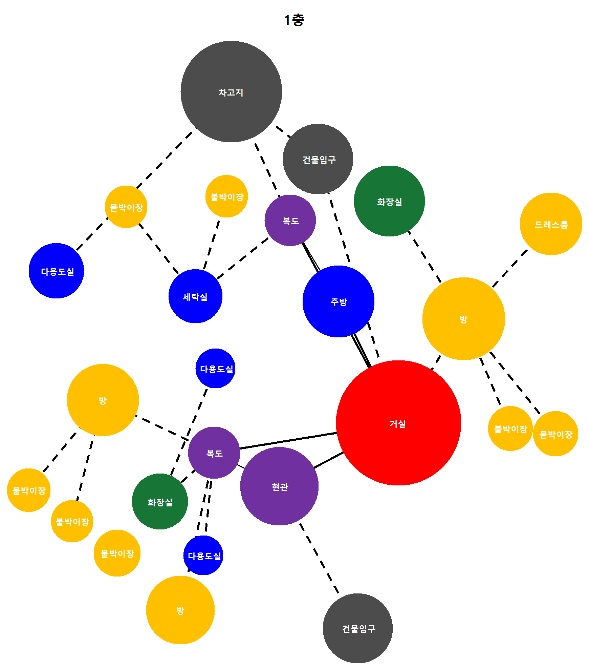 1층
차고지
건물입구
붙박이장
붙박이장
화장실
복도
드레스룸
다용도실
세탁실
주방
방
다용도실
방
거실
붙박이장
붙박이장
복도
현관
붙박이장
화장실
붙박이장
붙박이장
다용도실
방
건물입구